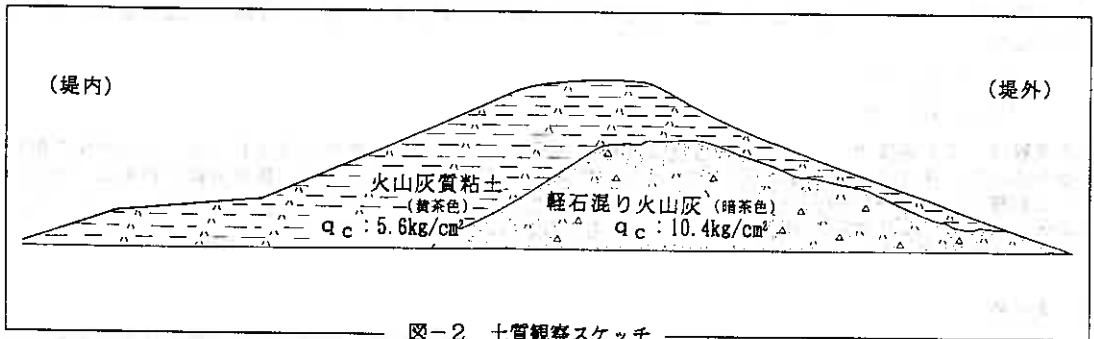 (堤内)
(堤外)
火山灰質粘土
(黄茶色)
qc：5.6kg/cm²
軽石混り火山灰 (暗茶色)
qc：10.4kg/cm²
図－2 土質観察スケッチ